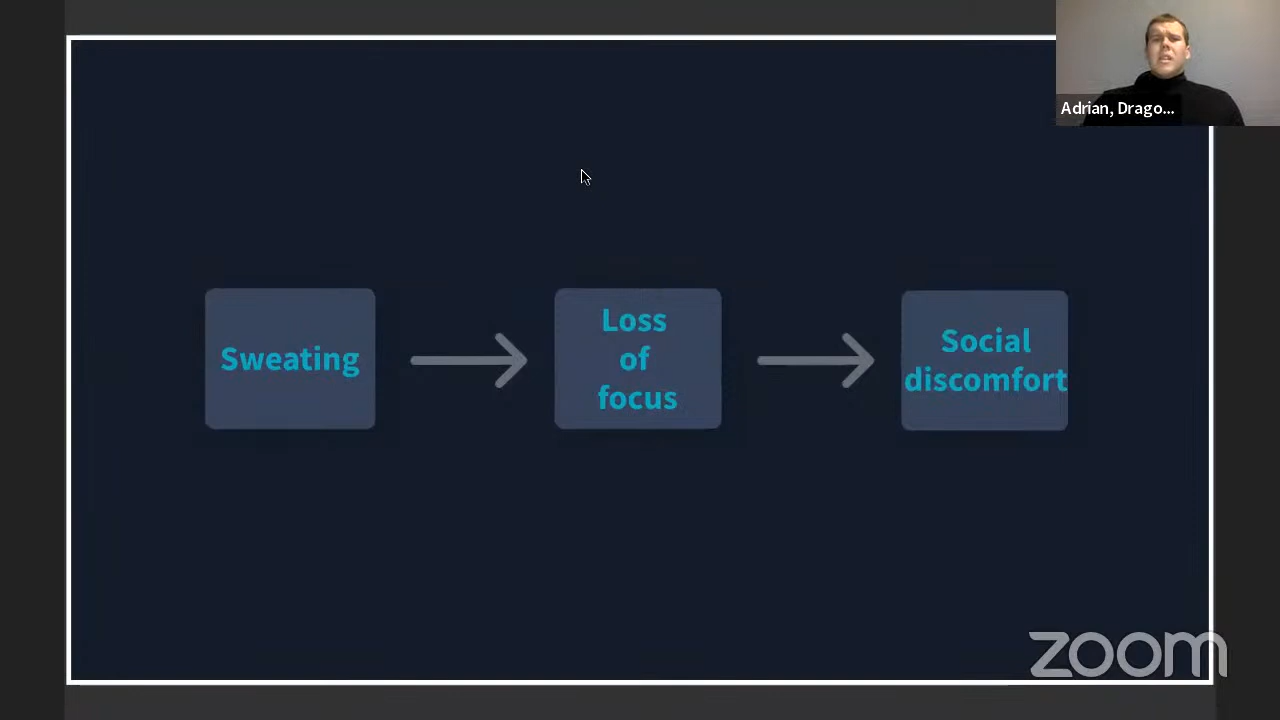 Adrian, Drago...
Sweating
Loss
of
focus
Social
discomfort
zoom